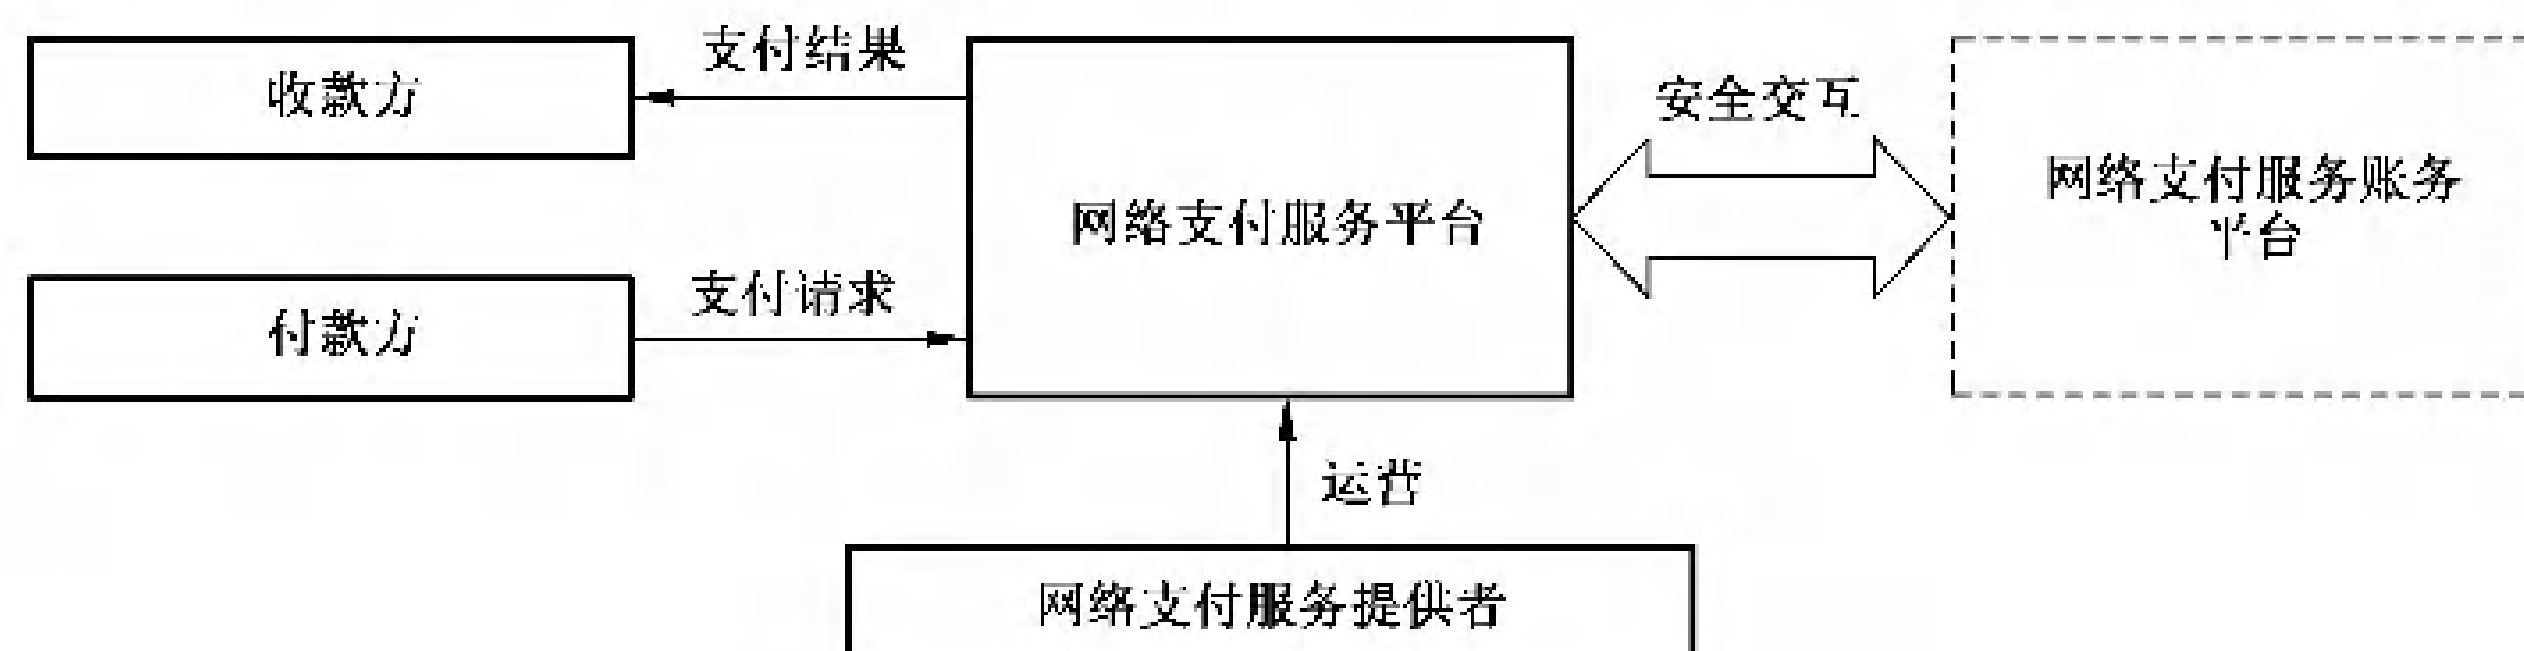 支付结果
收款方
安全交互
网络支付服务账务
平台
网络支付服务平台
支付请求
付款方
运营
网络支付服务提供者